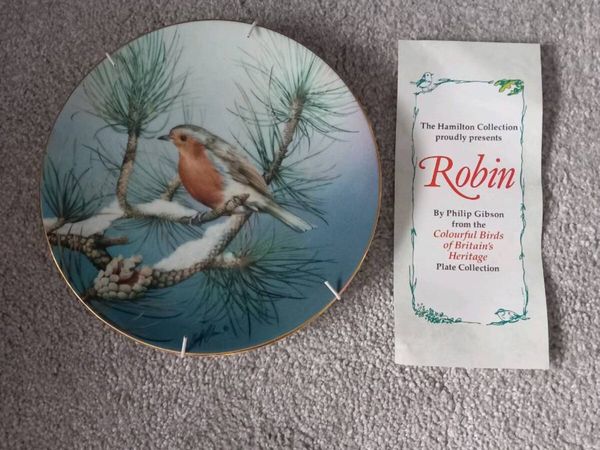 The Hamilton Collection
proudly presents
Robin
By Philip Gibson
from the
Colourful Birds
of Britain's
Heritage
Plate Collection